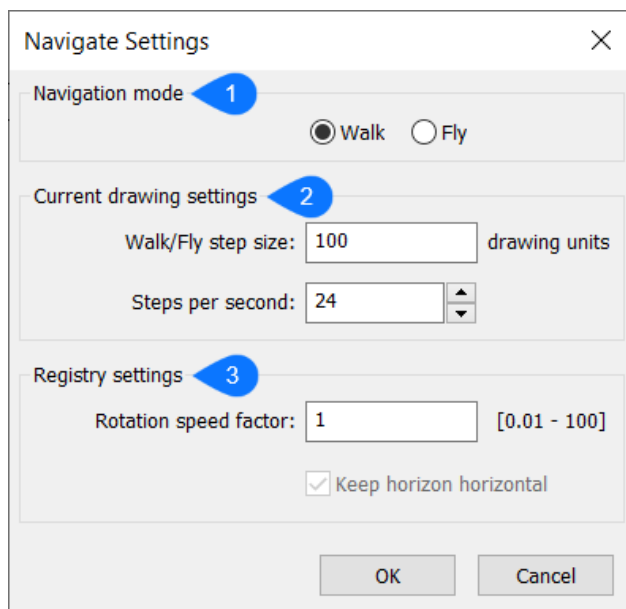 Navigate Settings
Navigation mode 1
Walk Fly
Current drawing settings 2
Walk/Fly step size: 100 drawing units
Steps per second: 24
Registry settings 3
Rotation speed factor: 1 [0.01 - 100]
Keep horizon horizontal
OK Cancel